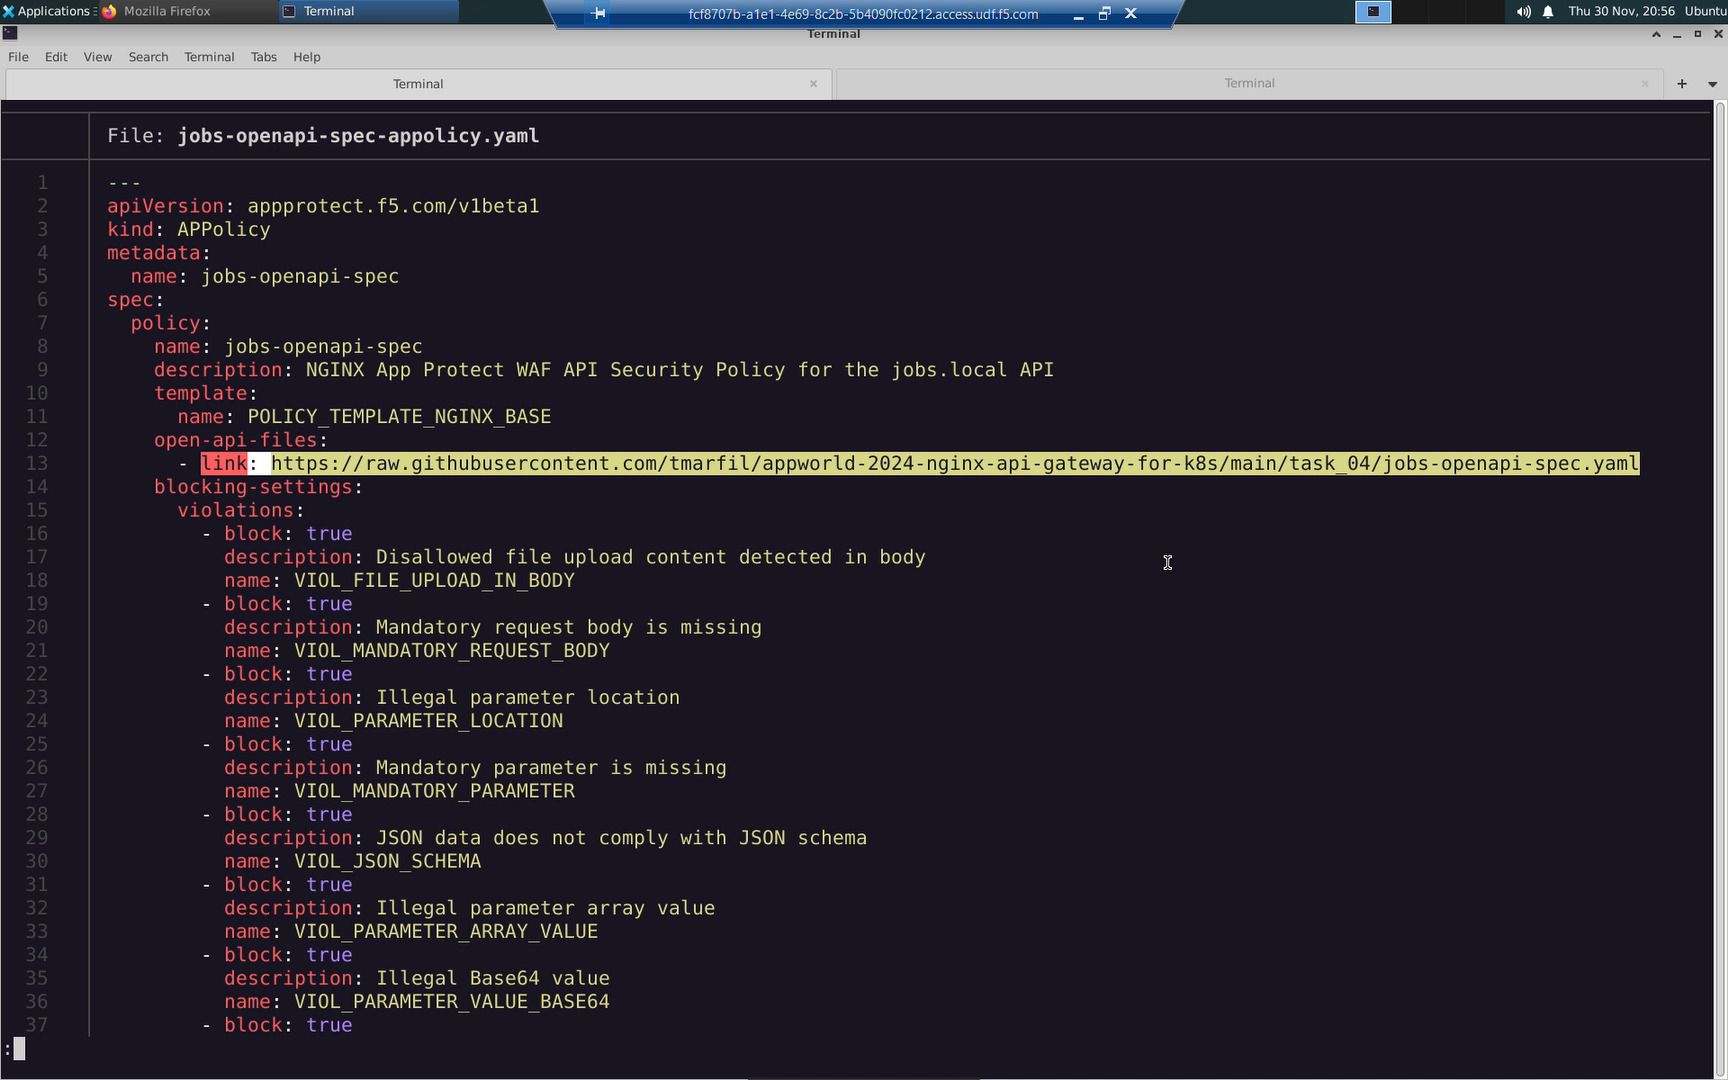 Applications Mozilla Firefox Terminal fcf8707b-a1e1-4e69-8c2b-5b4090fc0212.access.udf.f5.com Thu 30 Nov, 20:56 Ubuntu
Terminal
File Edit View Search Terminal Tabs Help
Terminal Terminal
File: jobs-openapi-spec-appolicy.yaml
1 ---
2 apiVersion: appprotect.f5.com/v1beta1
3 kind: APPolicy
4 metadata:
5   name: jobs-openapi-spec
6 spec:
7   policy:
8     name: jobs-openapi-spec
9     description: NGINX App Protect WAF API Security Policy for the jobs.local API
10     template:
11       name: POLICY_TEMPLATE_NGINX_BASE
12     open-api-files:
13       - link: https://raw.githubusercontent.com/tmarfil/appworld-2024-nginx-api-gateway-for-k8s/main/task_04/jobs-openapi-spec.yaml
14     blocking-settings:
15       violations:
16         - block: true
17           description: Disallowed file upload content detected in body
18           name: VIOL_FILE_UPLOAD_IN_BODY
19         - block: true
20           description: Mandatory request body is missing
21           name: VIOL_MANDATORY_REQUEST_BODY
22         - block: true
23           description: Illegal parameter location
24           name: VIOL_PARAMETER_LOCATION
25         - block: true
26           description: Mandatory parameter is missing
27           name: VIOL_MANDATORY_PARAMETER
28         - block: true
29           description: JSON data does not comply with JSON schema
30           name: VIOL_JSON_SCHEMA
31         - block: true
32           description: Illegal parameter array value
33           name: VIOL_PARAMETER_ARRAY_VALUE
34         - block: true
35           description: Illegal Base64 value
36           name: VIOL_PARAMETER_VALUE_BASE64
37         - block: true
: